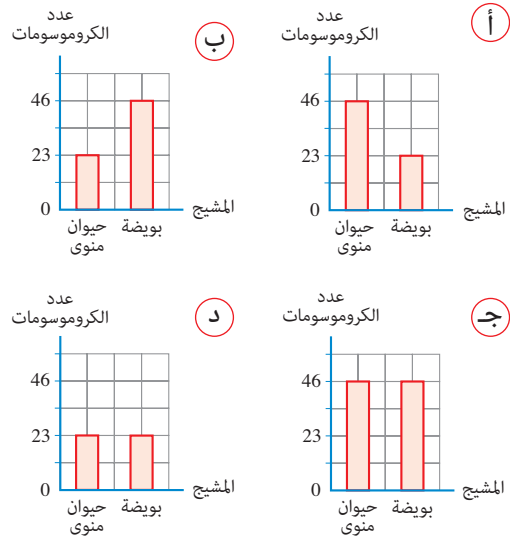 أ
عدد
الكروموسومات
46
23
0
حيوان منوى
بويضة
المشيج
ب
عدد
الكروموسومات
46
23
0
حيوان منوى
بويضة
المشيج
جـ
عدد
الكروموسومات
46
23
0
حيوان منوى
بويضة
المشيج
د
عدد
الكروموسومات
46
23
0
حيوان منوى
بويضة
المشيج